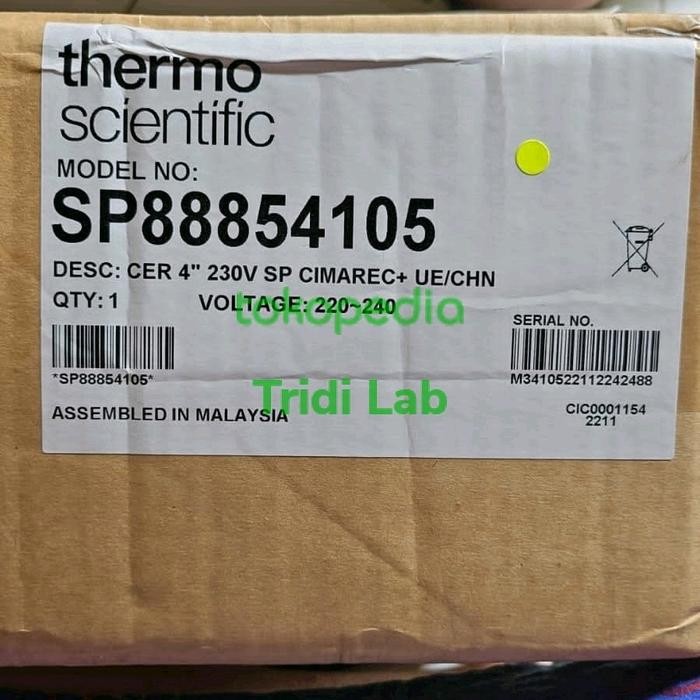 thermo
scientific
MODEL NO:
SP88854105
DESC: CER 4" 230V SP CIMAREC+ UE/CHN
QTY: 1 VOLTAGE: 220~240
tokopedia
SERIAL NO.
*SP88854105*
M3410522112242488
Tridi Lab
ASSEMBLED IN MALAYSIA
CIC0001154
2211